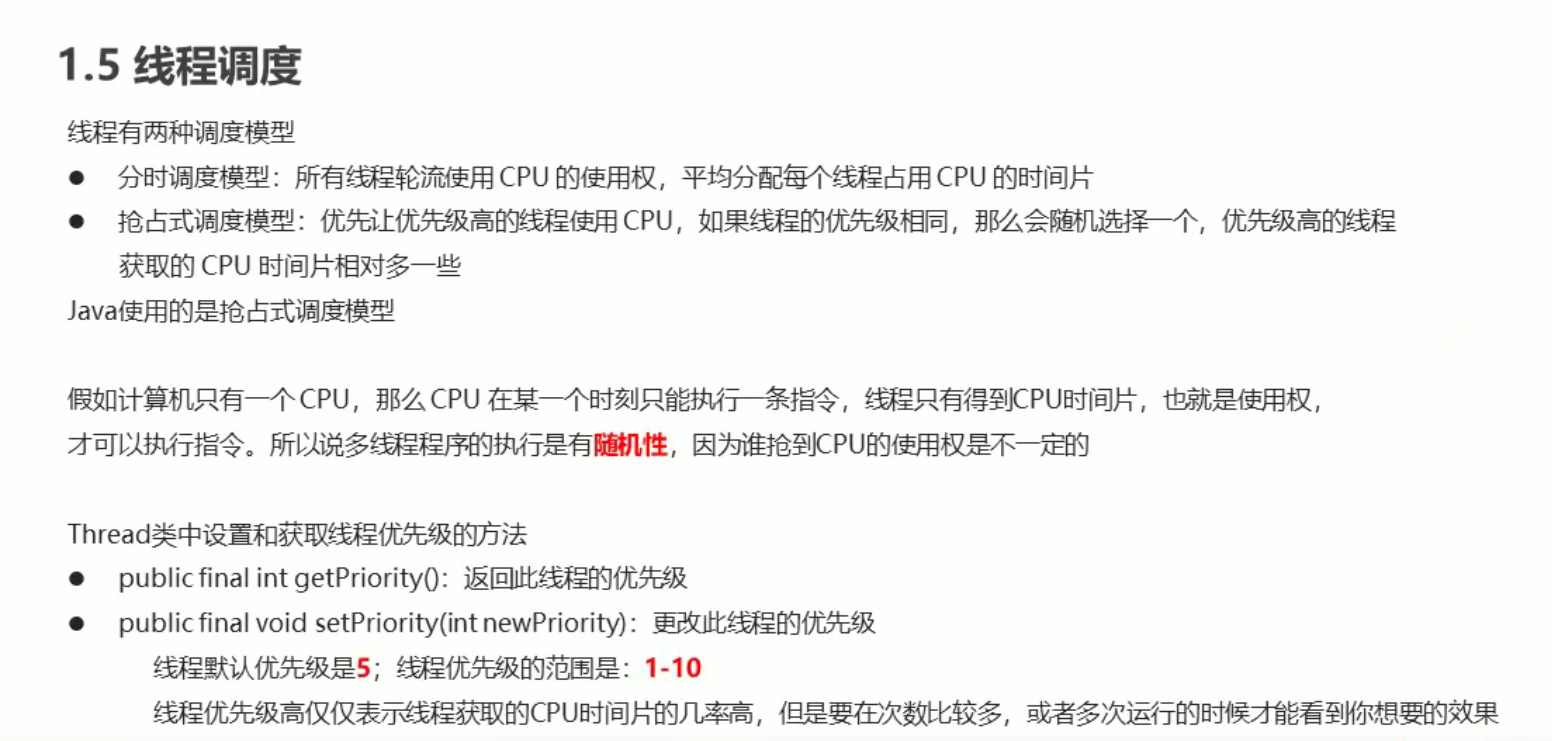 1.5 线程调度
线程有两种调度模型
● 分时调度模型：所有线程轮流使用 CPU 的使用权，平均分配每个线程占用 CPU 的时间片
● 抢占式调度模型：优先让优先级高的线程使用 CPU，如果线程的优先级相同，那么会随机选择一个，优先级高的线程
获取的 CPU 时间片相对多一些
Java使用的是抢占式调度模型
假如计算机只有一个 CPU，那么 CPU 在某一个时刻只能执行一条指令，线程只有得到CPU时间片，也就是使用权，
才可以执行指令。所以说多线程程序的执行是有随机性，因为谁抢到CPU的使用权是不一定的
Thread类中设置和获取线程优先级的方法
● public final int getPriority()：返回此线程的优先级
● public final void setPriority(int newPriority)：更改此线程的优先级
线程默认优先级是5；线程优先级的范围是：1-10
线程优先级高仅仅表示线程获取的CPU时间片的几率高，但是要在次数比较多，或者多次运行的时候才能看到你想要的效果